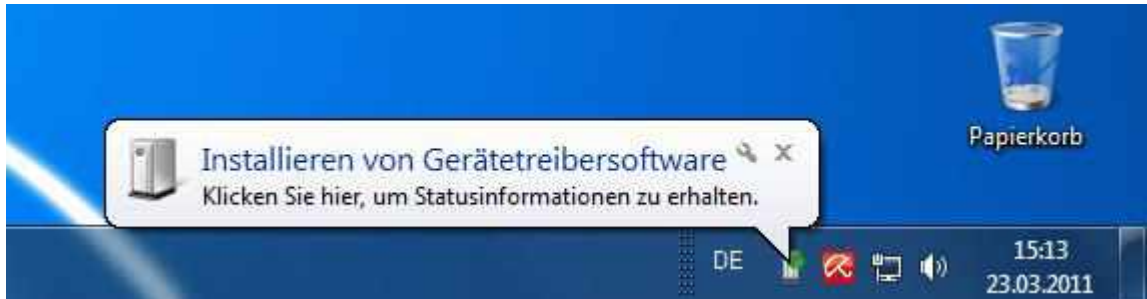 Papierkorb
Installieren von Gerätetreibersoftware
Klicken Sie hier, um Statusinformationen zu erhalten.
DE
15:13
23.03.2011